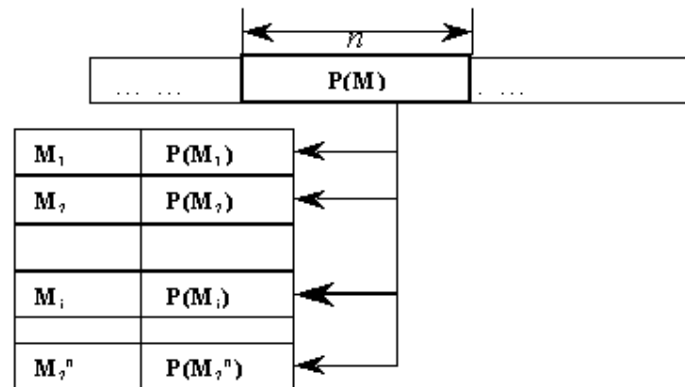 n
... ... P(M) . ...
M₁ P(M₁)
M₂ P(M₂)
Mᵢ P(Mᵢ)
M₂ⁿ P(M₂ⁿ)